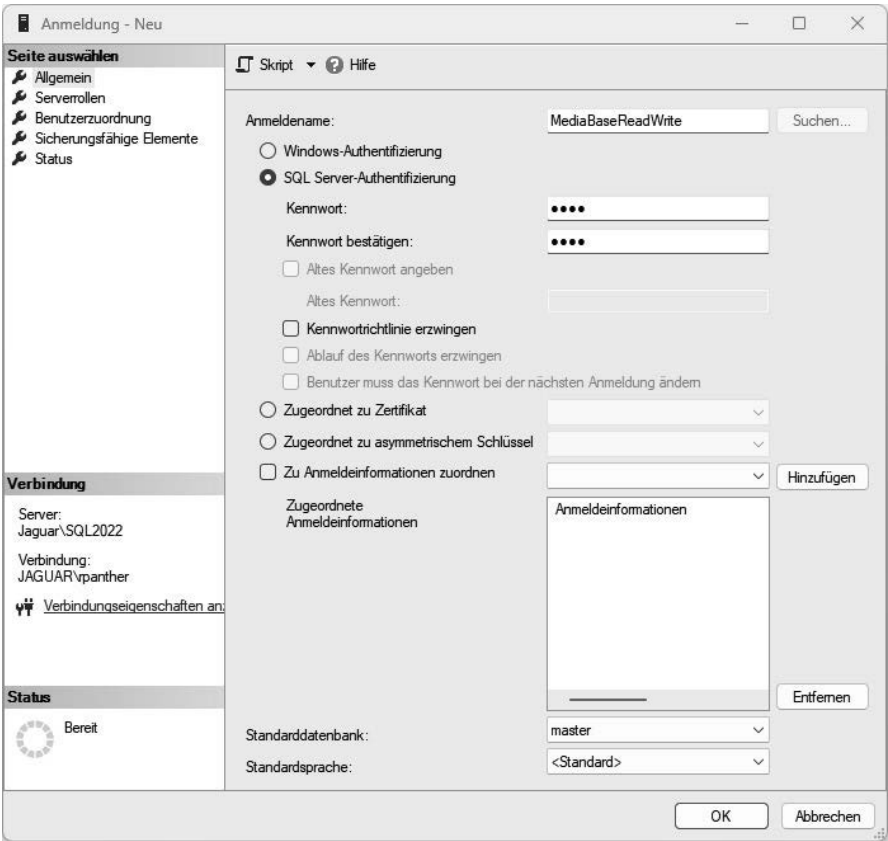 Anmeldung - Neu
Seite auswählen
Allgemein
Serverrollen
Benutzerzuordnung
Sicherungsfähige Elemente
Status
Skript
Hilfe
Anmeldename:
MediaBaseReadWrite
Suchen...
Windows-Authentifizierung
SQL Server-Authentifizierung
Kennwort:
●●●●
Kennwort bestätigen:
●●●●
Altes Kennwort angeben
Altes Kennwort:
Kennwortrichtlinie erzwingen
Ablauf des Kennworts erzwingen
Benutzer muss das Kennwort bei der nächsten Anmeldung ändern
Zugeordnet zu Zertifikat
Zugeordnet zu asymmetrischem Schlüssel
Zu Anmeldeinformationen zuordnen
Hinzufügen
Zugeordnete
Anmeldeinformationen
Anmeldeinformationen
Entfernen
Standarddatenbank:
master
Standardsprache:
<Standard>
Verbindung
Server:
Jaguar\SQL2022
Verbindung:
JAGUAR\rpanther
Verbindungseigenschaften an
Status
Bereit
OK
Abbrechen